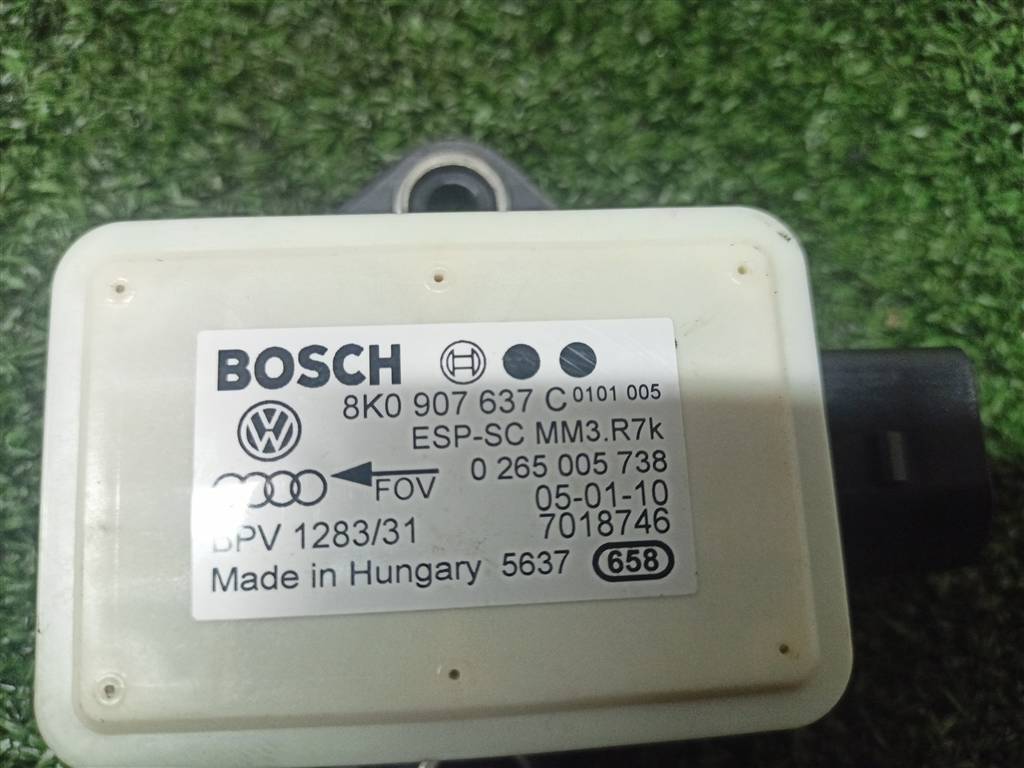 BOSCH
8K0 907 637 C 0101 005
ESP-SC MM3.R7k
0 265 005 738
FOV
05-01-10
BPV 1283/31 7018746
Made in Hungary 5637 658